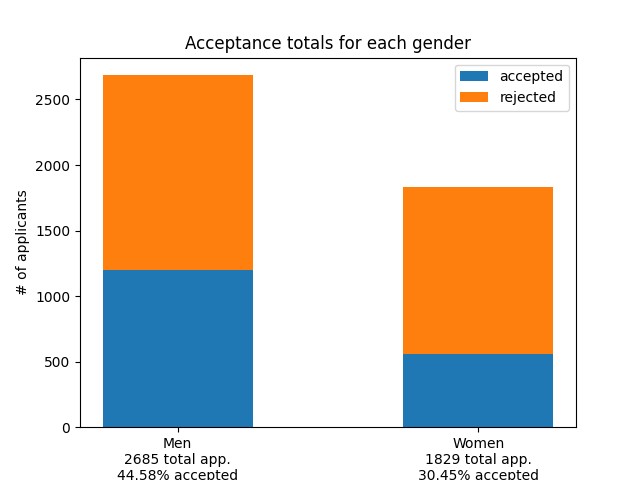 Acceptance totals for each gender
accepted
rejected
# of applicants
2500
2000
1500
1000
500
0
Men
2685 total app.
44.58% accepted
Women
1829 total app.
30.45% accepted